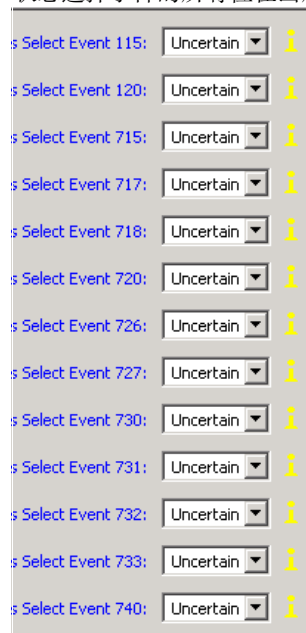 s Select Event 115: Uncertain
s Select Event 120: Uncertain
s Select Event 715: Uncertain
s Select Event 717: Uncertain
s Select Event 718: Uncertain
s Select Event 720: Uncertain
s Select Event 726: Uncertain
s Select Event 727: Uncertain
s Select Event 730: Uncertain
s Select Event 731: Uncertain
s Select Event 732: Uncertain
s Select Event 733: Uncertain
s Select Event 740: Uncertain